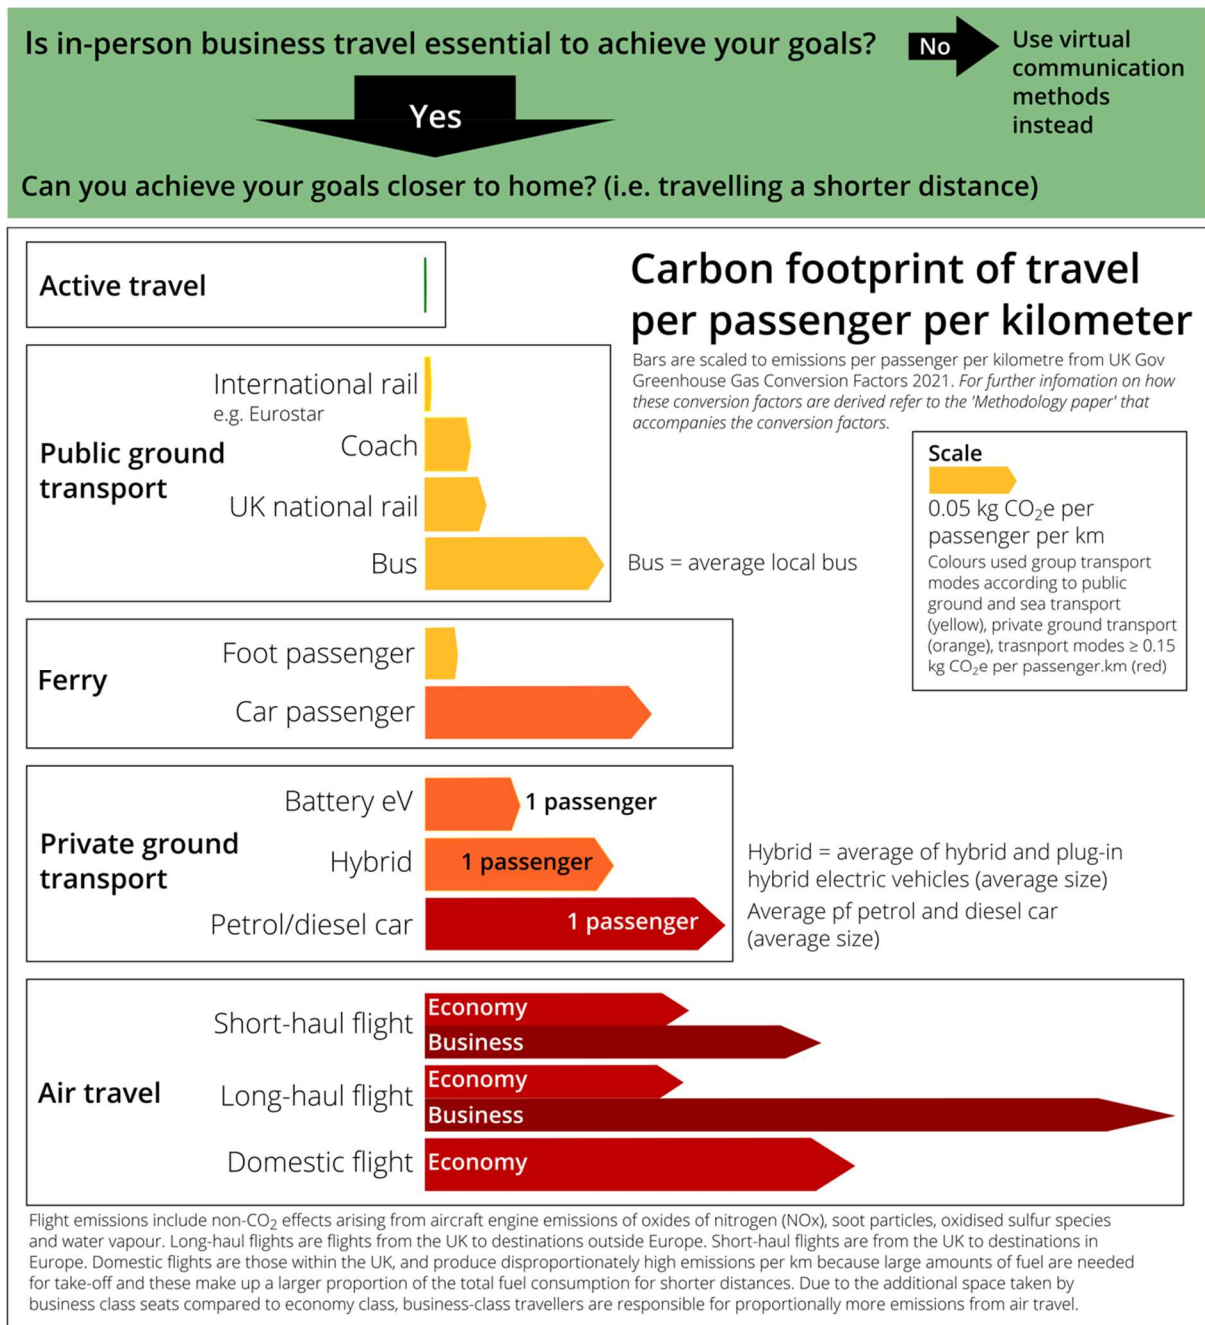 Is in-person business travel essential to achieve your goals?
No
Use virtual
communication
methods
instead
Yes
Can you achieve your goals closer to home? (i.e. travelling a shorter distance)
Carbon footprint of travel
per passenger per kilometer
Bars are scaled to emissions per passenger per kilometre from UK Gov
Greenhouse Gas Conversion Factors 2021. For further infomation on how
these conversion factors are derived refer to the 'Methodology paper' that
accompanies the conversion factors.
Scale
0.05 kg CO₂e per
passenger per km
Colours used group transport
modes according to public
ground and sea transport
(yellow), private ground transport
(orange), trasnport modes ≥ 0.15
kg CO₂e per passenger.km (red)
Active travel
Public ground
transport
International rail
e.g. Eurostar
Coach
UK national rail
Bus
Bus = average local bus
Ferry
Foot passenger
Car passenger
Private ground
transport
Battery eV
1 passenger
Hybrid
1 passenger
Hybrid = average of hybrid and plug-in
hybrid electric vehicles (average size)
Petrol/diesel car
1 passenger
Average pf petrol and diesel car
(average size)
Air travel
Short-haul flight
Economy
Business
Long-haul flight
Economy
Business
Domestic flight
Economy
Flight emissions include non-CO₂ effects arising from aircraft engine emissions of oxides of nitrogen (NOx), soot particles, oxidised sulfur species
and water vapour. Long-haul flights are flights from the UK to destinations outside Europe. Short-haul flights are from the UK to destinations in
Europe. Domestic flights are those within the UK, and produce disproportionately high emissions per km because large amounts of fuel are needed
for take-off and these make up a larger proportion of the total fuel consumption for shorter distances. Due to the additional space taken by
business class seats compared to economy class, business-class travellers are responsible for proportionally more emissions from air travel.